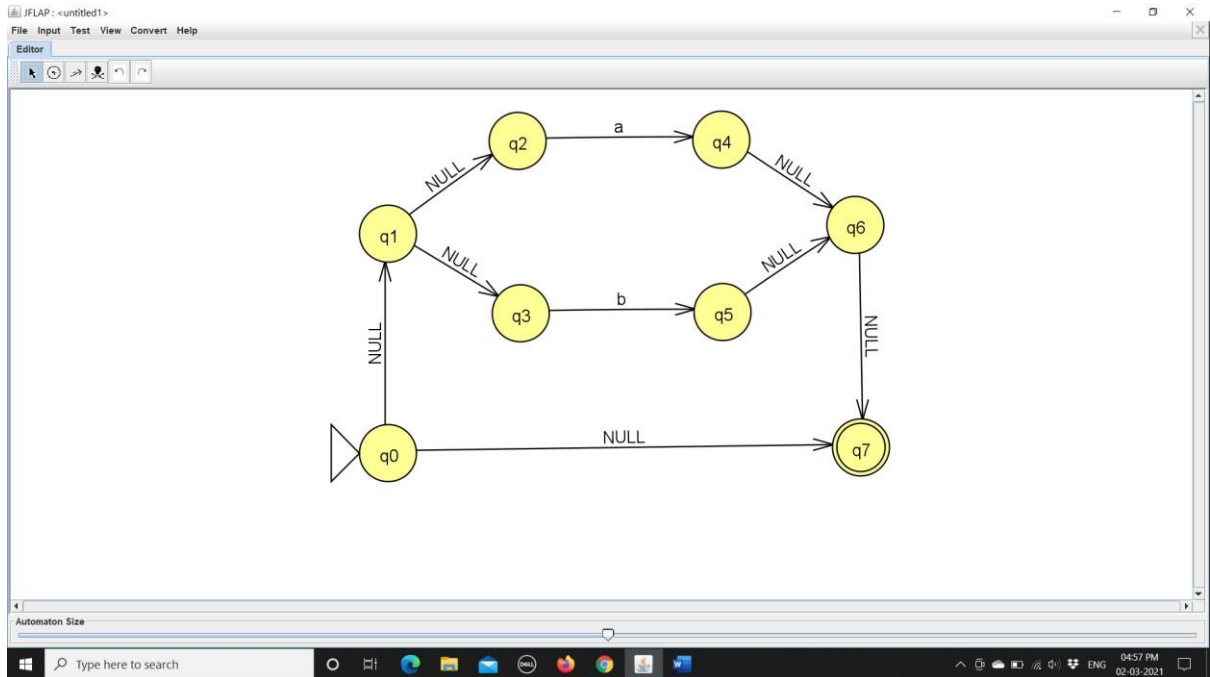 JFLAP : <untitled1>
File Input Test View Convert Help
Editor
q2
a
q4
NULL
NULL
q1
q6
NULL
NULL
q3
b
q5
NULL
NULL
q0
NULL
q7
Automaton Size
Type here to search
DELL
W
ENG
04:57 PM
02-03-2021